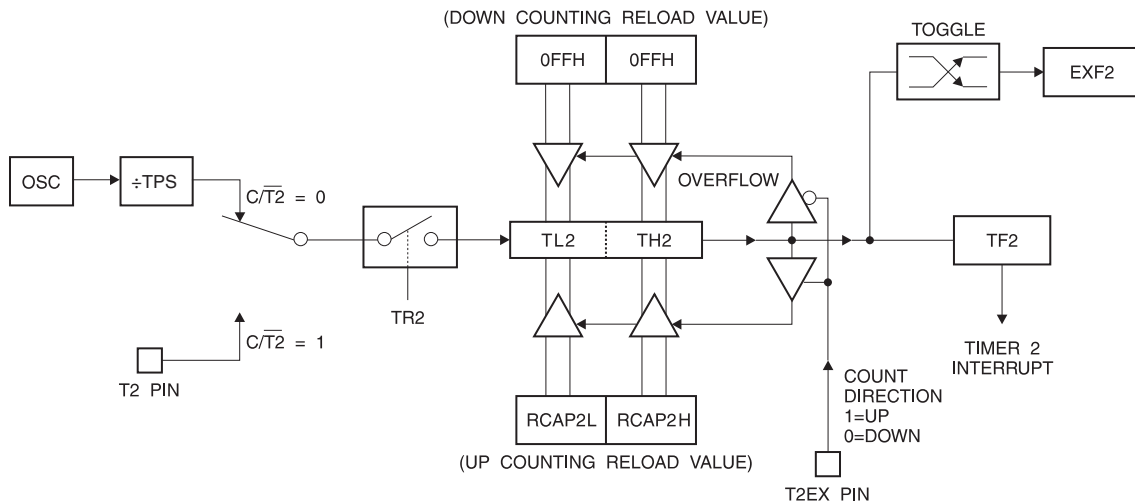 (DOWN COUNTING RELOAD VALUE)
TOGGLE
0FFH
0FFH
EXF2
OSC
÷TPS
C/T2̅ = 0
OVERFLOW
TL2
TH2
TF2
TR2
C/T2̅ = 1
T2 PIN
TIMER 2
INTERRUPT
COUNT
DIRECTION
1=UP
0=DOWN
RCAP2L
RCAP2H
(UP COUNTING RELOAD VALUE)
T2EX PIN